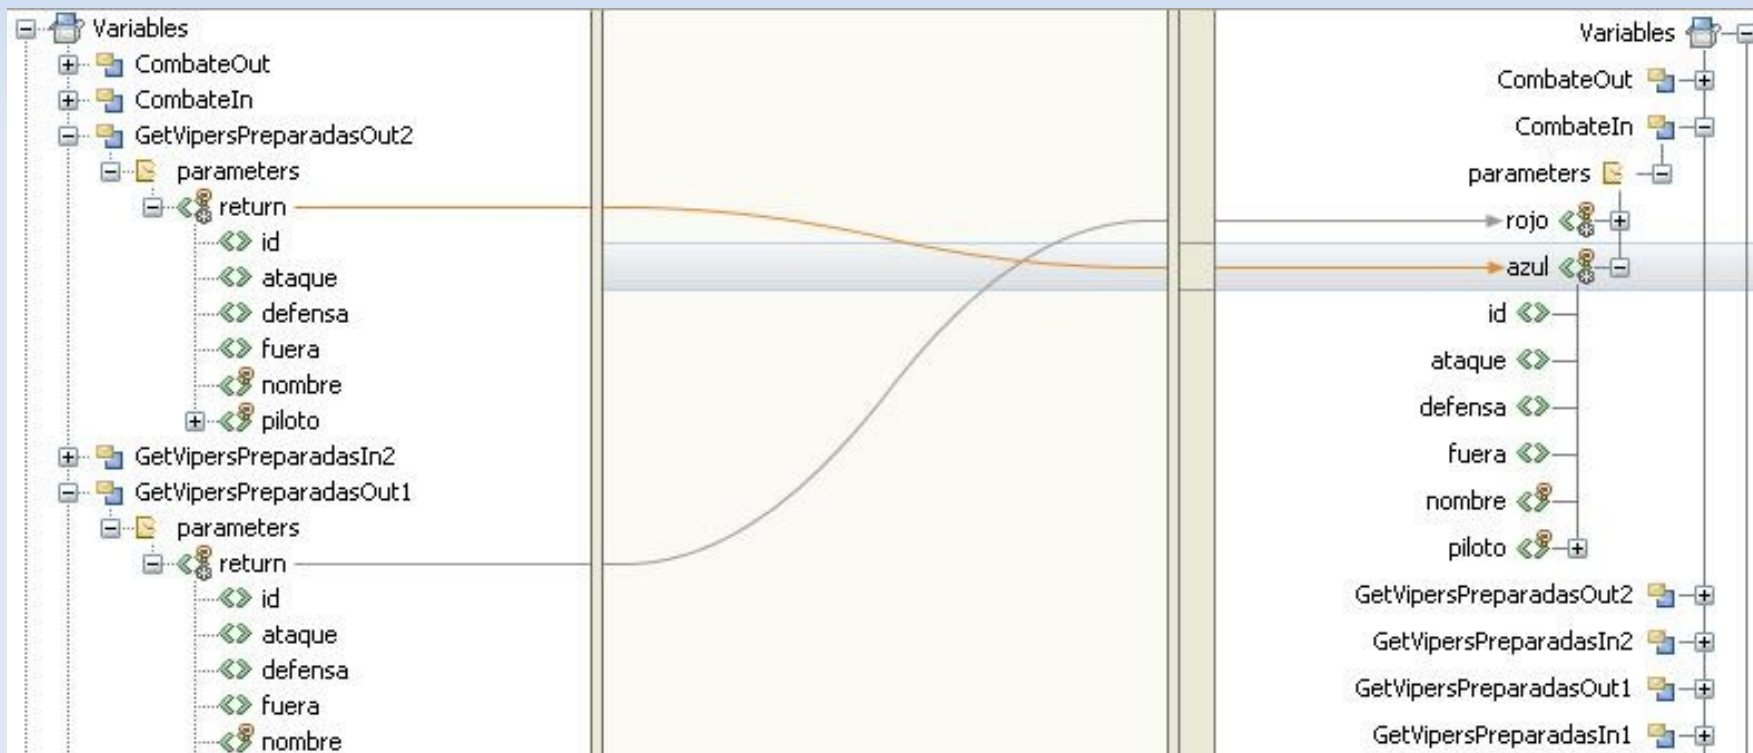 Variables
CombateOut
CombateIn
GetVipersPreparadasOut2
parameters
return
id
ataque
defensa
fuera
nombre
piloto
GetVipersPreparadasIn2
GetVipersPreparadasOut1
parameters
return
id
ataque
defensa
fuera
nombre
Variables
CombateOut
CombateIn
parameters
rojo
azul
id
ataque
defensa
fuera
nombre
piloto
GetVipersPreparadasOut2
GetVipersPreparadasIn2
GetVipersPreparadasOut1
GetVipersPreparadasIn1